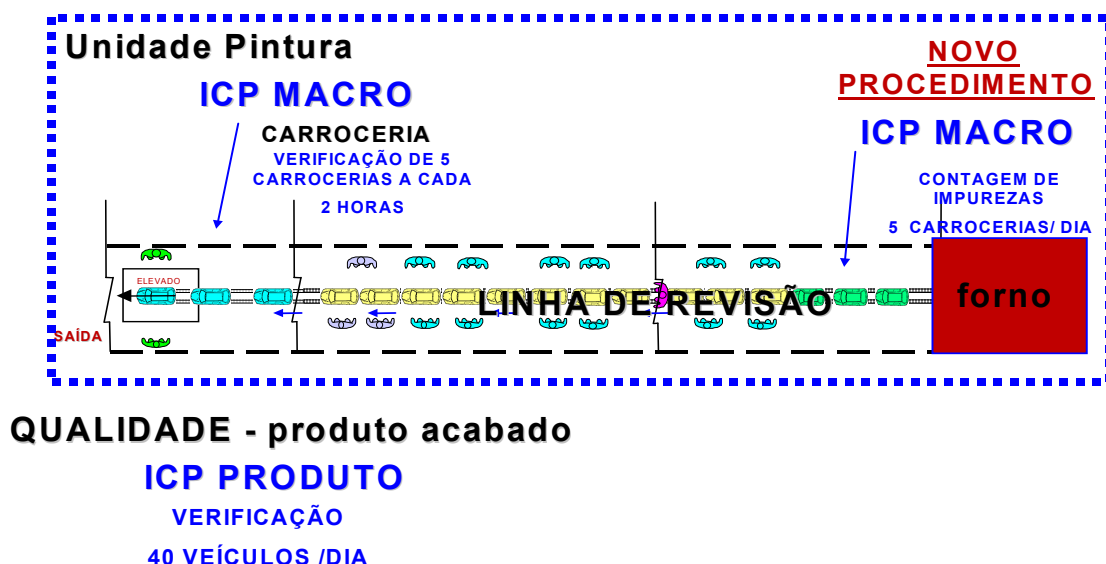 Unidade Pintura
ICP MACRO
CARROCERIA
VERIFICAÇÃO DE 5
CARROCERIAS A CADA
2 HORAS
NOVO
PROCEDIMENTO
ICP MACRO
CONTAGEM DE
IMPUREZAS
5 CARROCERIAS/ DIA
ELEVADO
LINHA DE REVISÃO
forno
SAÍDA
QUALIDADE - produto acabado
ICP PRODUTO
VERIFICAÇÃO
40 VEÍCULOS /DIA